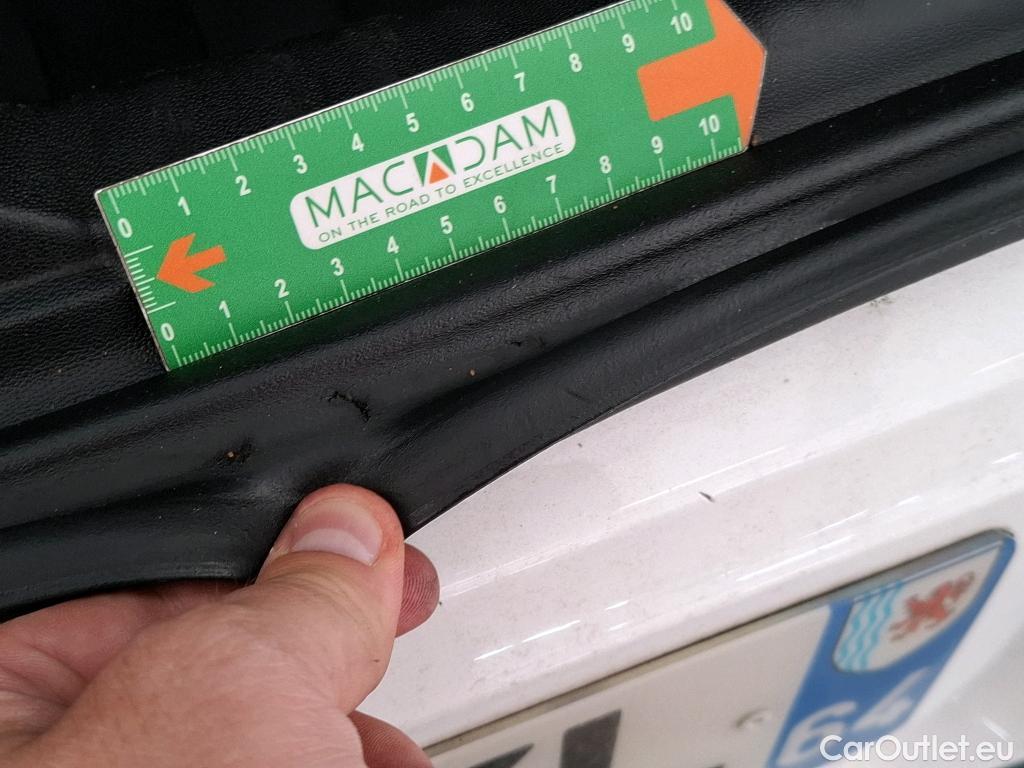 0 1 2 3 4 5 6 7 8 9 10
MACADAM
ON THE ROAD TO EXCELLENCE
0 1 2 3 4 5 6 7 8 9 10
64
CarOutlet.eu